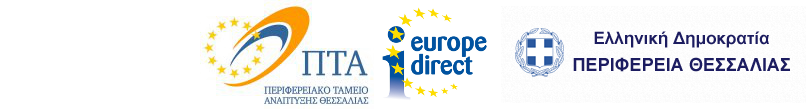 ΠΤΑ
ΠΕΡΙΦΕΡΕΙΑΚΟ ΤΑΜΕΙΟ
ΑΝΑΠΤΥΞΗΣ ΘΕΣΣΑΛΙΑΣ
europe
direct
Ελληνική Δημοκρατία
ΠΕΡΙΦΕΡΕΙΑ ΘΕΣΣΑΛΙΑΣ